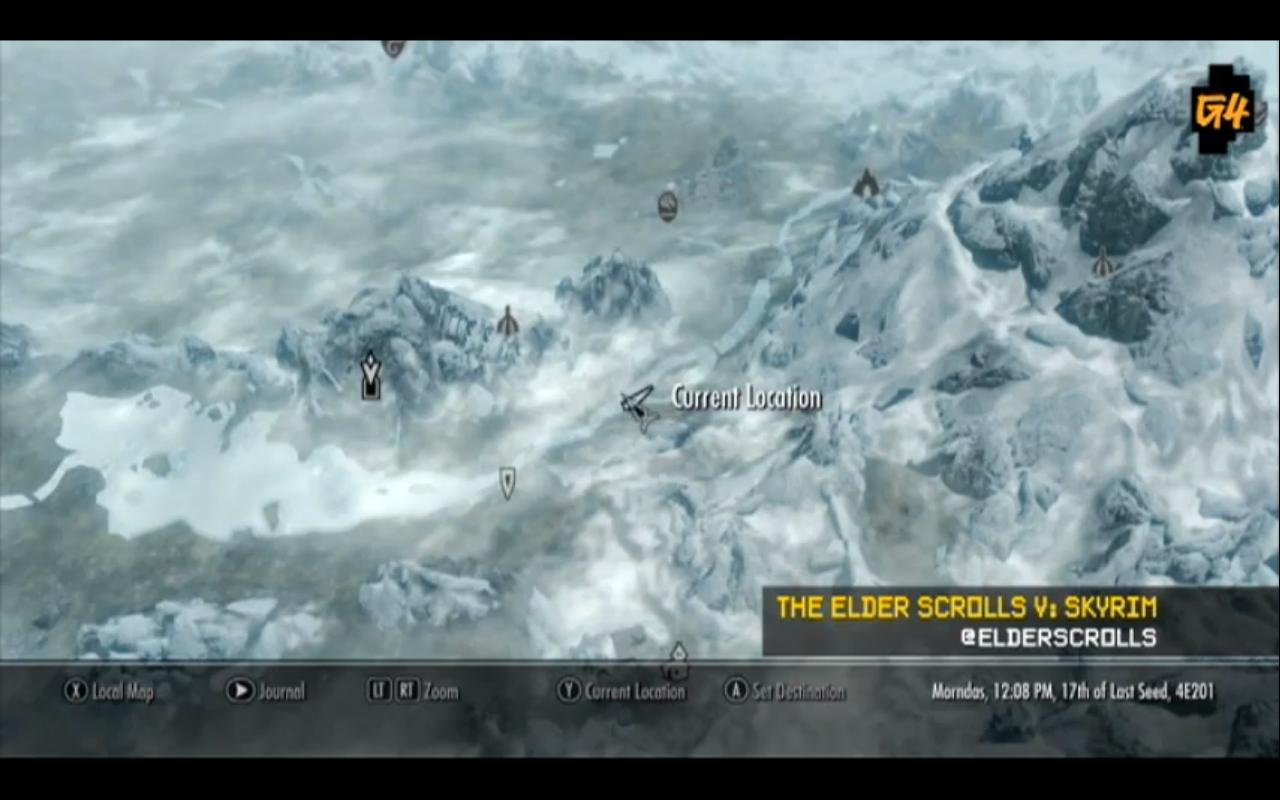 G4
Current Location
THE ELDER SCROLLS V: SKYRIM
@ELDERSCROLLS
X Local Map Journal LT RT Zoom Y Current Location A Set Destination Morndas, 12:08 PM, 17th of Last Seed, 4E201